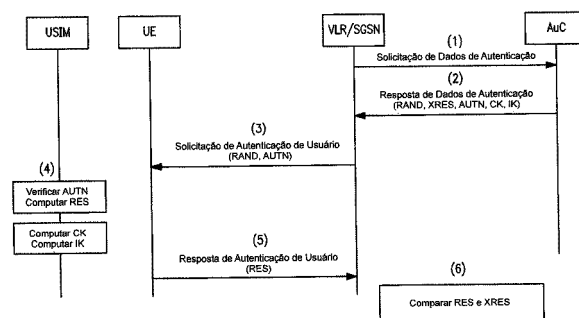 USIM
UE
VLR/SGSN
AuC
(1)
Solicitação de Dados de Autenticação
(2)
Resposta de Dados de Autenticação
(RAND, XRES, AUTN, CK, IK)
(3)
Solicitação de Autenticação de Usuário
(RAND, AUTN)
(4)
Verificar AUTN
Computar RES
Computar CK
Computar IK
(5)
Resposta de Autenticação de Usuário
(RES)
(6)
Comparar RES e XRES